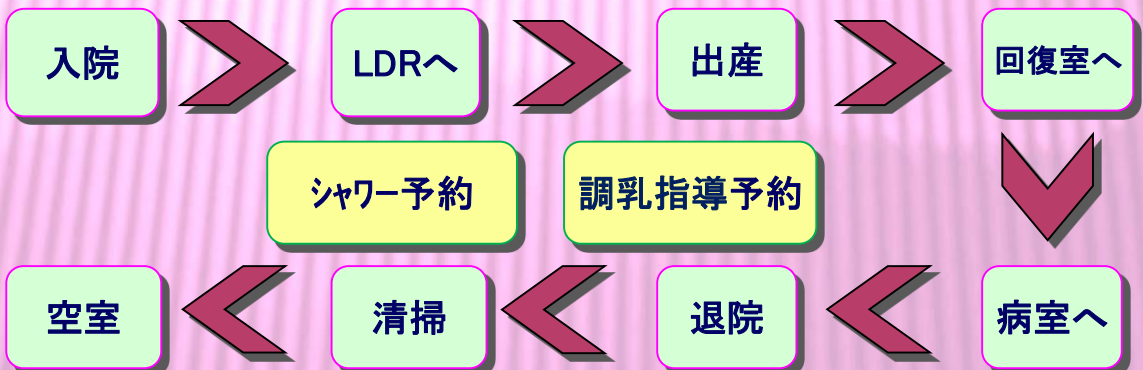 入院
LDRへ
出産
回復室へ
シャワー予約
調乳指導予約
空室
清掃
退院
病室へ